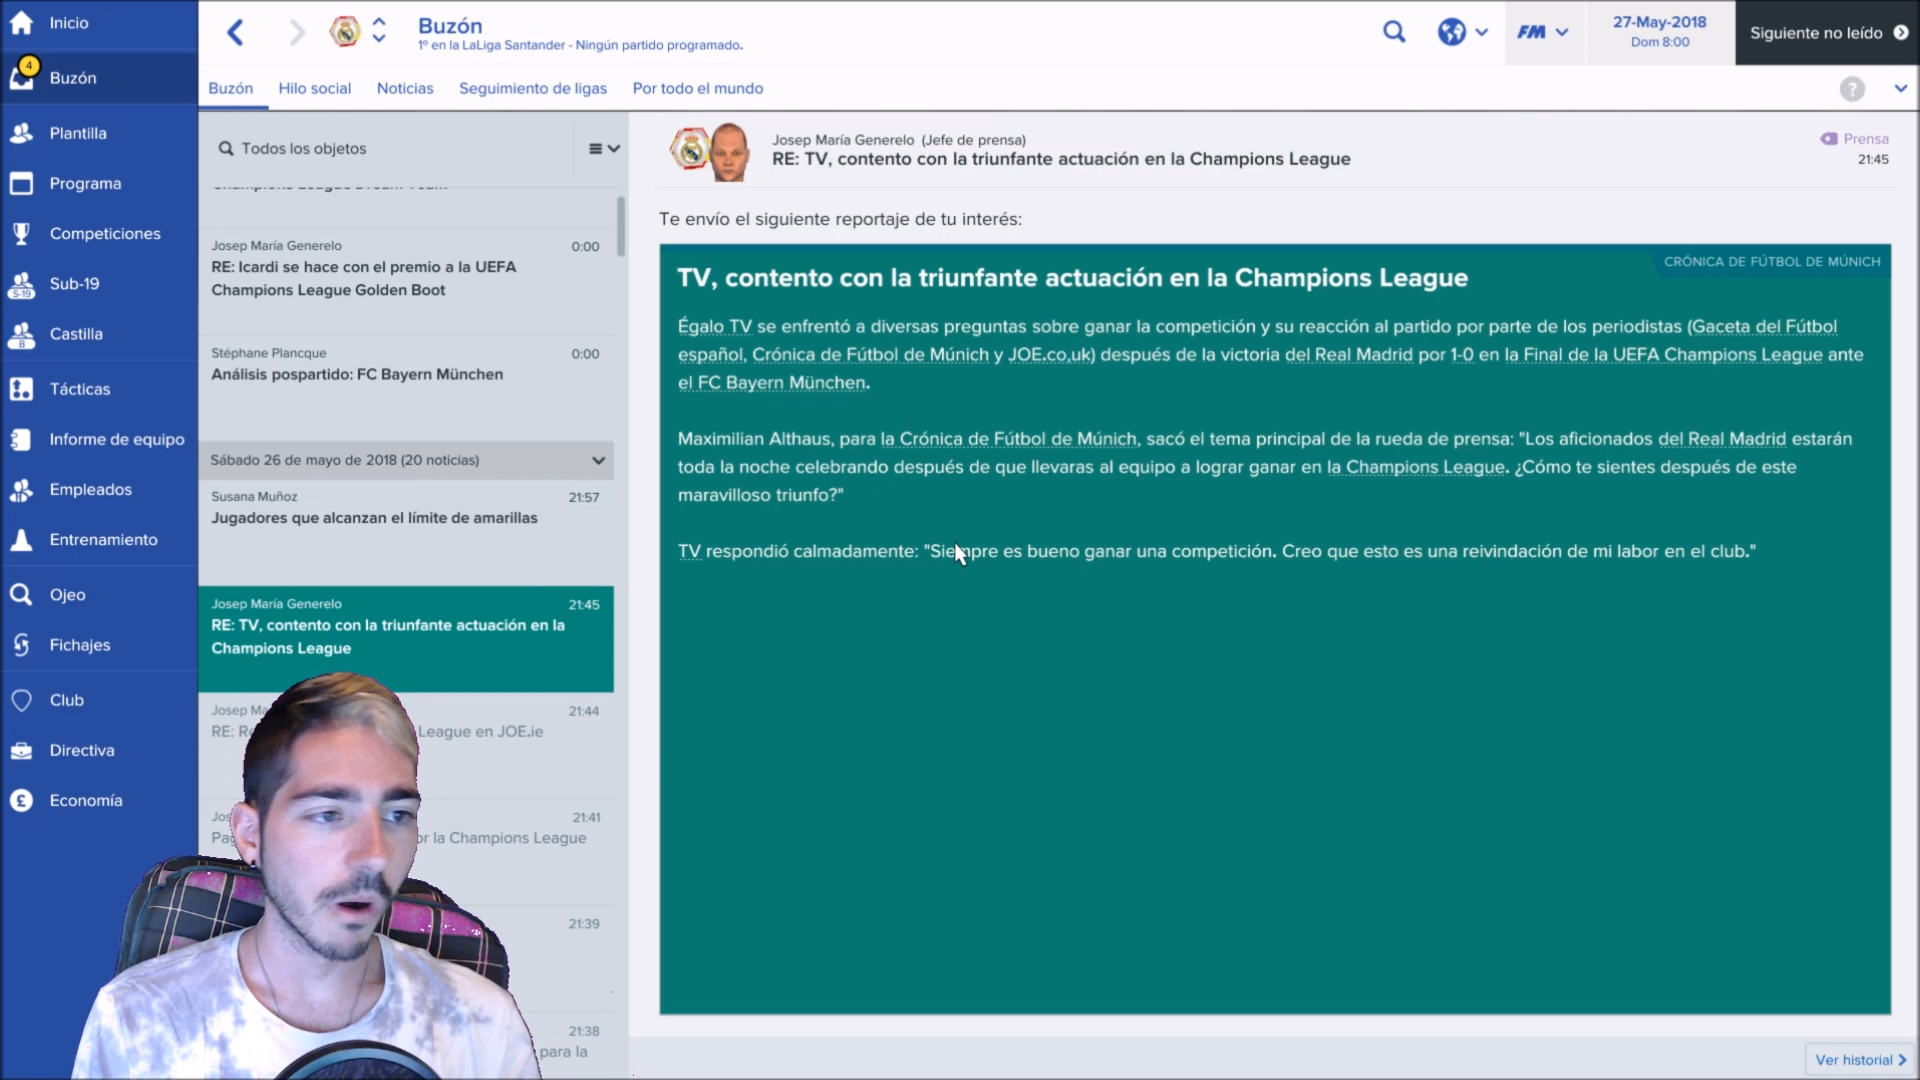 Inicio
4
Buzón
Plantilla
Programa
Competiciones
S-19
Sub-19
B
Castilla
Tácticas
Informe de equipo
Empleados
Entrenamiento
Ojeo
Fichajes
Club
Directiva
£
Economía
Buzón
1º en la LaLiga Santander - Ningún partido programado.
FM
27-May-2018
Dom 8:00
Siguiente no leído
Buzón
Hilo social
Noticias
Seguimiento de ligas
Por todo el mundo
?
Todos los objetos
Champions League Dream Team
Josep María Generelo
0:00
RE: Icardi se hace con el premio a la UEFA
Champions League Golden Boot
Stéphane Plancque
0:00
Análisis pospartido: FC Bayern München
Sábado 26 de mayo de 2018 (20 noticias)
Susana Muñoz
21:57
Jugadores que alcanzan el límite de amarillas
Josep María Generelo
21:45
RE: TV, contento con la triunfante actuación en la
Champions League
Josep
21:44
RE:
League en JOE.ie
21:41
la Champions League
21:39
21:38
para la
Josep María Generelo (Jefe de prensa)
RE: TV, contento con la triunfante actuación en la Champions League
Prensa
21:45
Te envío el siguiente reportaje de tu interés:
CRÓNICA DE FÚTBOL DE MÚNICH
TV, contento con la triunfante actuación en la Champions League
Égalo TV se enfrentó a diversas preguntas sobre ganar la competición y su reacción al partido por parte de los periodistas (Gaceta del Fútbol
español, Crónica de Fútbol de Múnich y JOE.co,uk) después de la victoria del Real Madrid por 1-0 en la Final de la UEFA Champions League ante
el FC Bayern München.
Maximilian Althaus, para la Crónica de Fútbol de Múnich, sacó el tema principal de la rueda de prensa: "Los aficionados del Real Madrid estarán
toda la noche celebrando después de que llevaras al equipo a lograr ganar en la Champions League. ¿Cómo te sientes después de este
maravilloso triunfo?"
TV respondió calmadamente: "Siempre es bueno ganar una competición. Creo que esto es una reivindación de mi labor en el club."
Ver historial